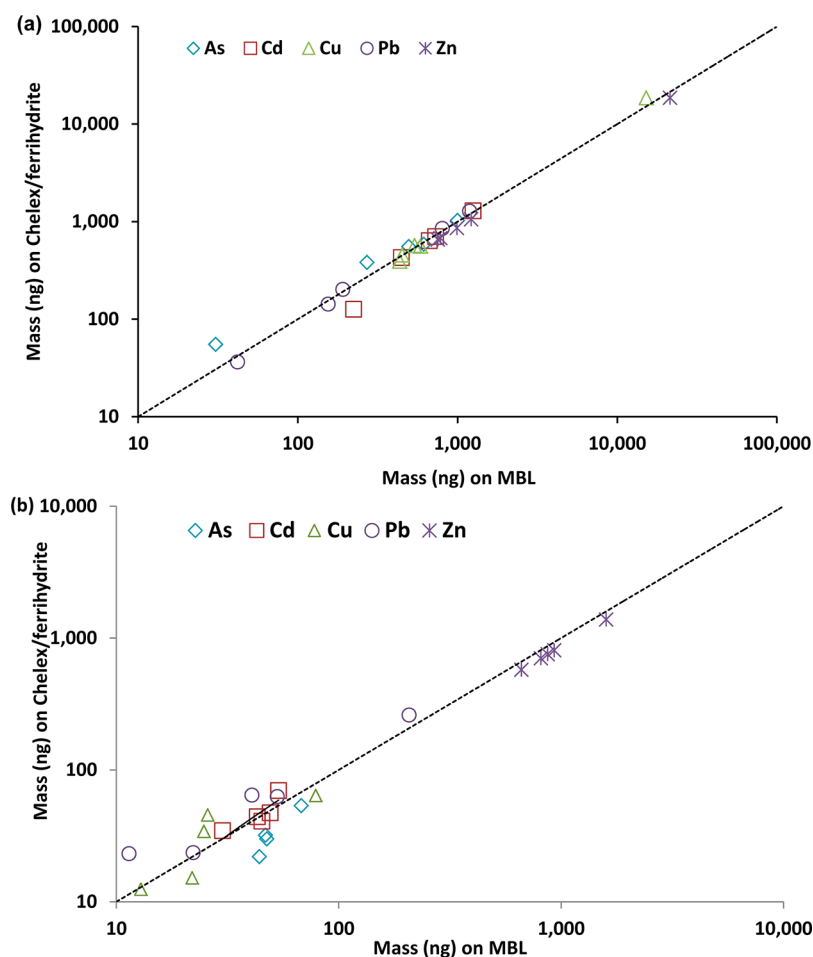 (a)
100,000
As Cd Cu Pb Zn
Mass (ng) on Chelex/ferrihydrite
10,000
1,000
100
10
10 100 1,000 10,000 100,000
Mass (ng) on MBL
(b)
10,000
As Cd Cu Pb Zn
Mass (ng) on Chelex/ferrihydrite
1,000
100
10
10 100 1,000 10,000
Mass (ng) on MBL